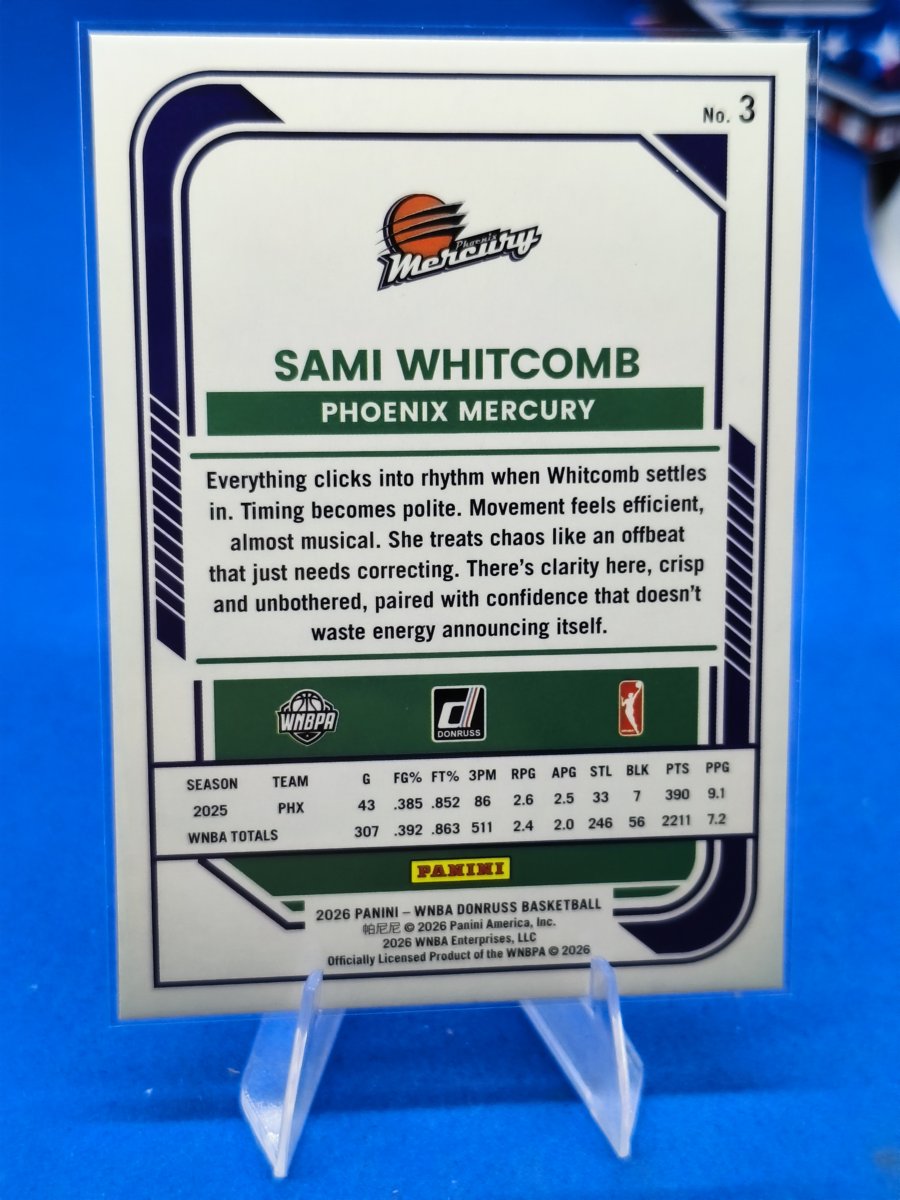 No. 3
Phoenix
Mercury
SAMI WHITCOMB
PHOENIX MERCURY
Everything clicks into rhythm when Whitcomb settles
in. Timing becomes polite. Movement feels efficient,
almost musical. She treats chaos like an offbeat
that just needs correcting. There's clarity here, crisp
and unbothered, paired with confidence that doesn't
waste energy announcing itself.
WNBPA
d
DONRUSS
SEASON TEAM G FG% FT% 3PM RPG APG STL BLK PTS PPG
2025 PHX 43 .385 .852 86 2.6 2.5 33 7 390 9.1
WNBA TOTALS 307 .392 .863 511 2.4 2.0 246 56 2211 7.2
PANINI
2026 PANINI – WNBA DONRUSS BASKETBALL
帕尼尼 © 2026 Panini America, Inc.
2026 WNBA Enterprises, LLC
Officially Licensed Product of the WNBPA © 2026